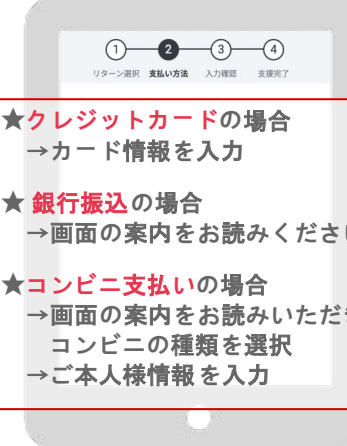 1 2 3 4
リターン選択 支払い方法 入力確認 支援完了
★クレジットカードの場合
→カード情報を入力
★銀行振込の場合
→画面の案内をお読みくださ
★コンビニ支払いの場合
→画面の案内をお読みいただ
コンビニの種類を選択
→ご本人様情報を入力